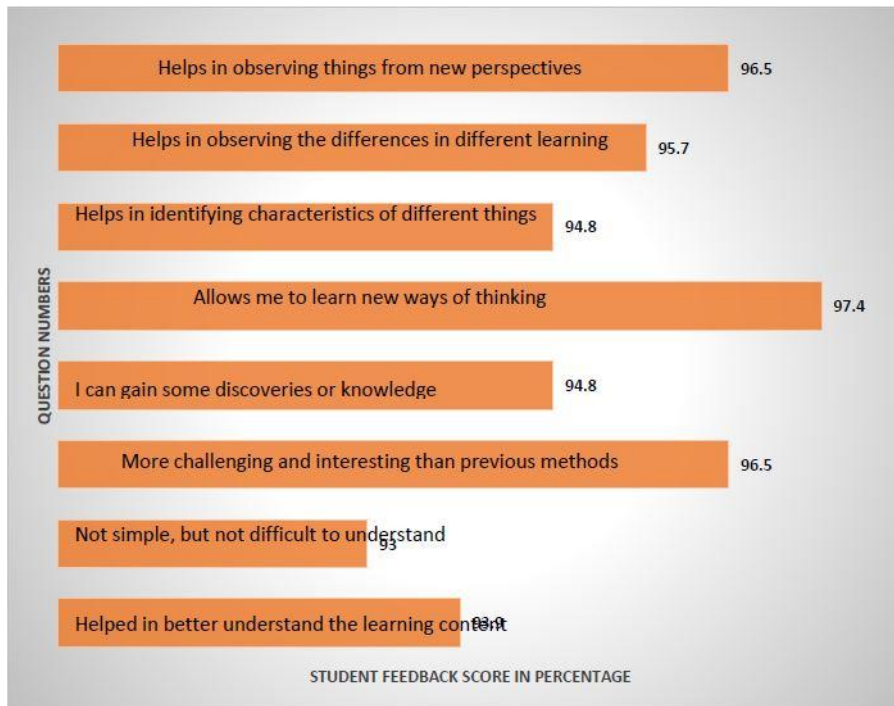 Helps in observing things from new perspectives
96.5
Helps in observing the differences in different learning
95.7
Helps in identifying characteristics of different things
94.8
Allows me to learn new ways of thinking
97.4
I can gain some discoveries or knowledge
94.8
More challenging and interesting than previous methods
96.5
Not simple, but not difficult to understand
93
Helped in better understand the learning content
93.9
QUESTION NUMBERS
STUDENT FEEDBACK SCORE IN PERCENTAGE